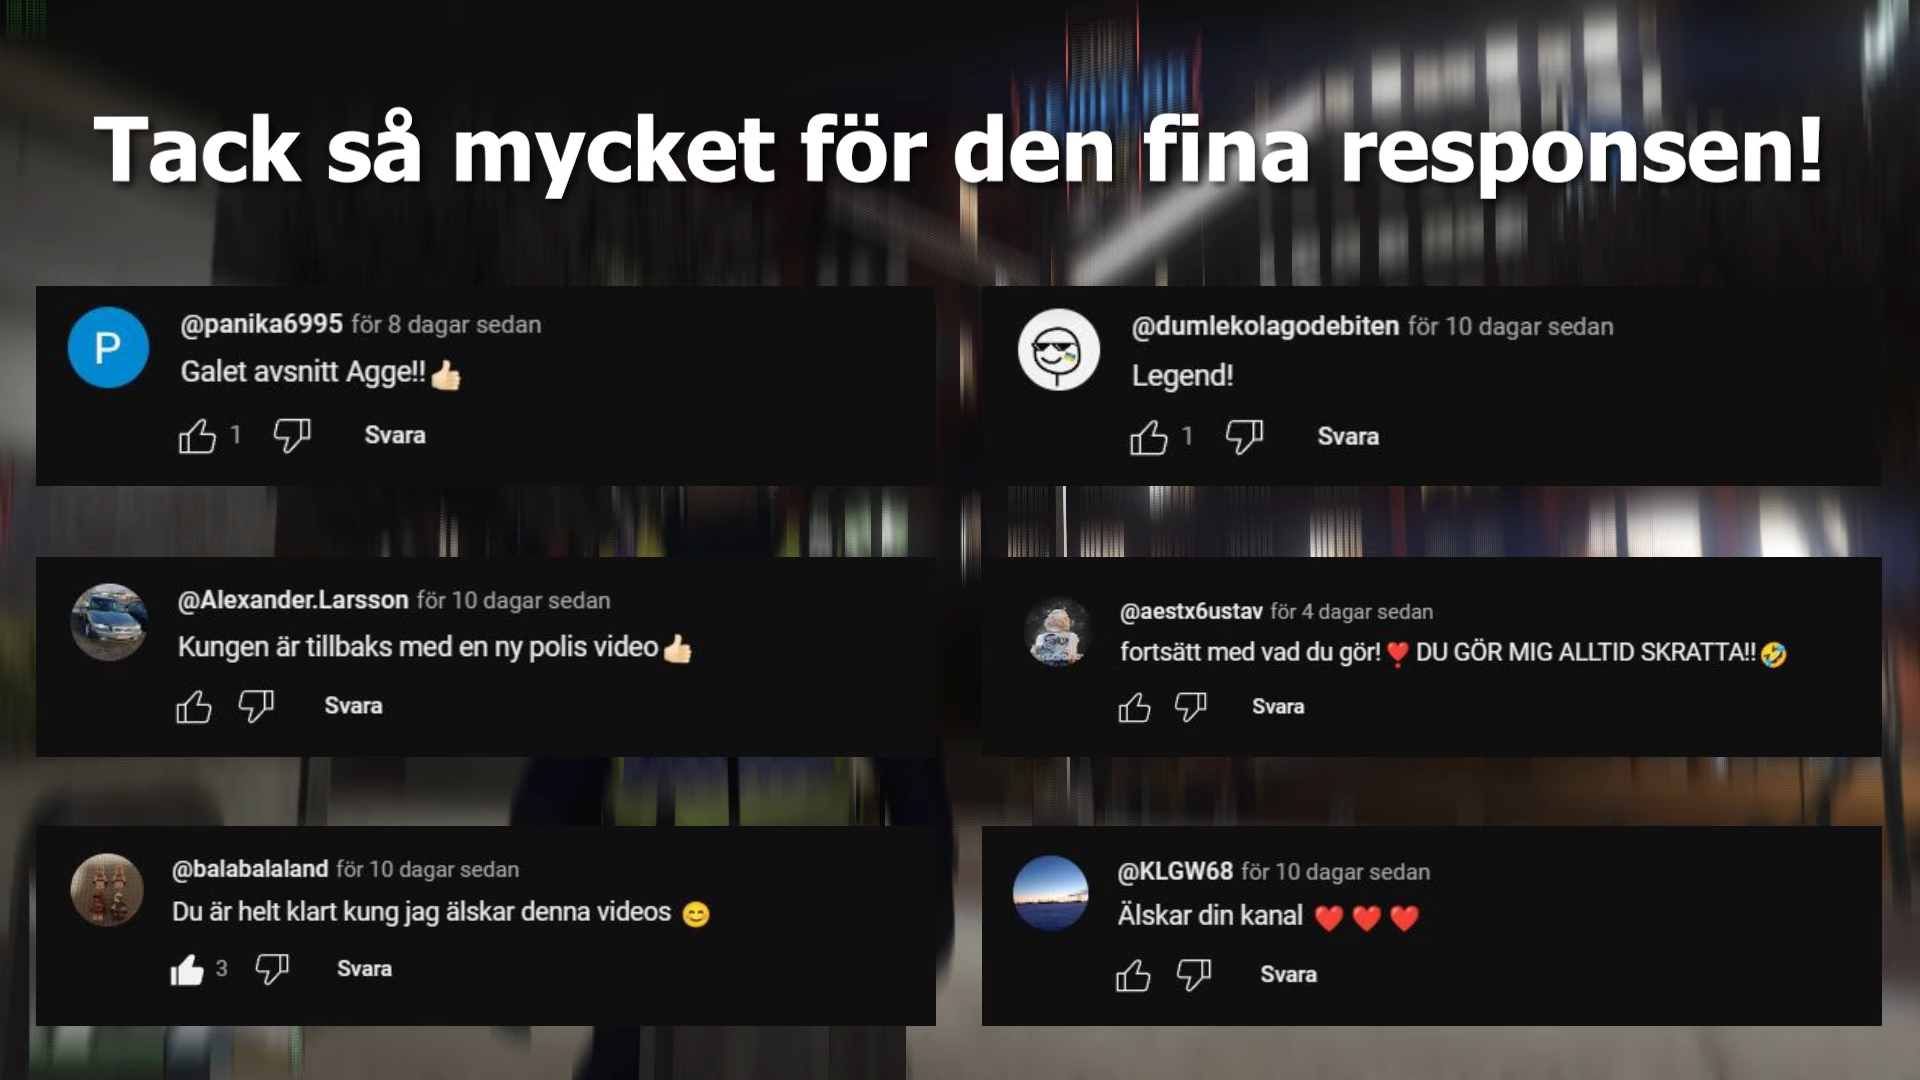 Tack så mycket för den fina responsen!
P
@panika6995 för 8 dagar sedan
Galet avsnitt Agge!!👍🏻
1 Svara
@dumlekolagodebiten för 10 dagar sedan
Legend!
1 Svara
@Alexander.Larsson för 10 dagar sedan
Kungen är tillbaks med en ny polis video👍🏻
Svara
@aestx6ustav för 4 dagar sedan
fortsätt med vad du gör!❣️ DU GÖR MIG ALLTID SKRATTA!!🤣
Svara
@balabalaland för 10 dagar sedan
Du är helt klart kung jag älskar denna videos 😊
3 Svara
@KLGW68 för 10 dagar sedan
Älskar din kanal ❤️ ❤️ ❤️
Svara